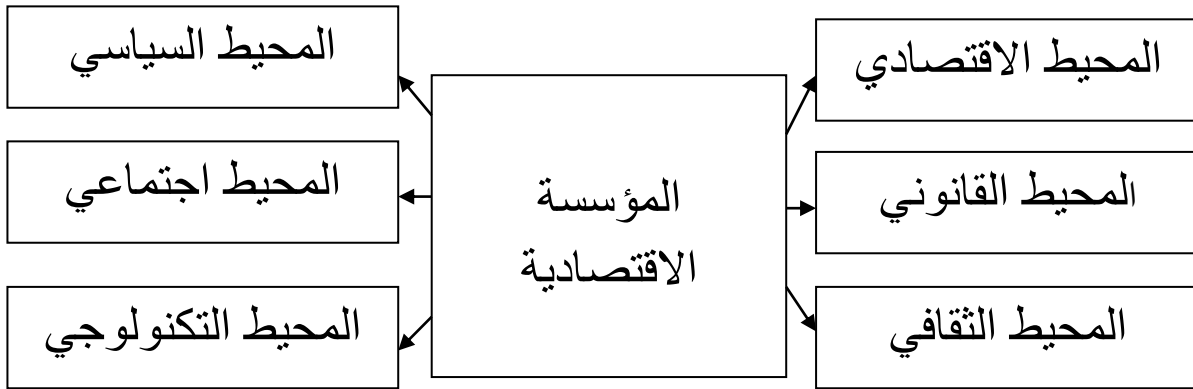 المحيط الاقتصادي
المحيط السياسي
المحيط القانوني
المحيط اجتماعي
المؤسسة
الاقتصادية
المحيط الثقافي
المحيط التكنولوجي